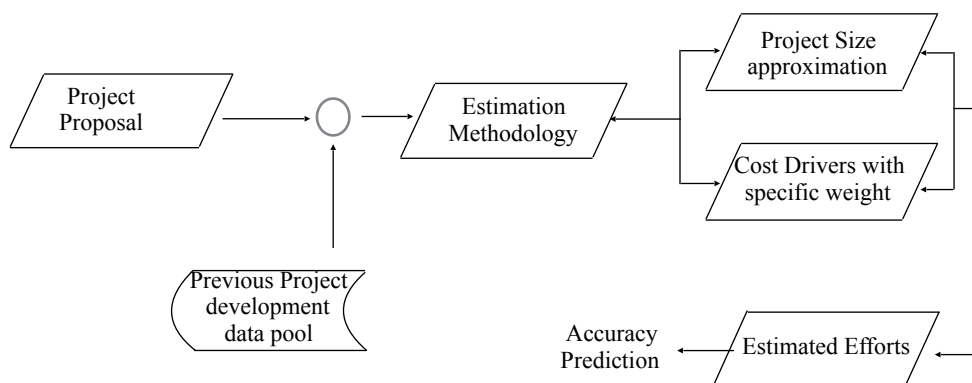 Project
Proposal
Estimation
Methodology
Project Size
approximation
Cost Drivers with
specific weight
Previous Project
development
data pool
Accuracy
Prediction
Estimated Efforts